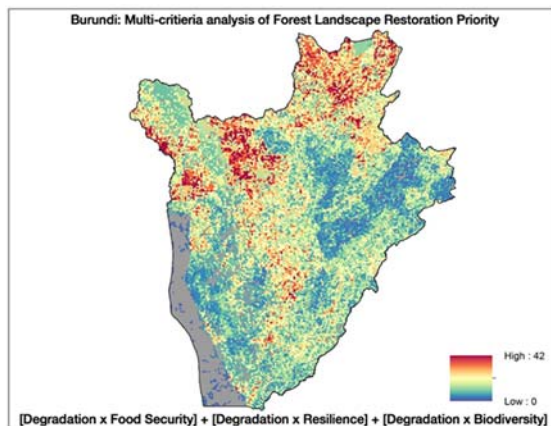 Burundi: Multi-critieria analysis of Forest Landscape Restoration Priority
High : 42
Low : 0
[Degradation x Food Security] + [Degradation x Resilience] + [Degradation x Biodiversity]